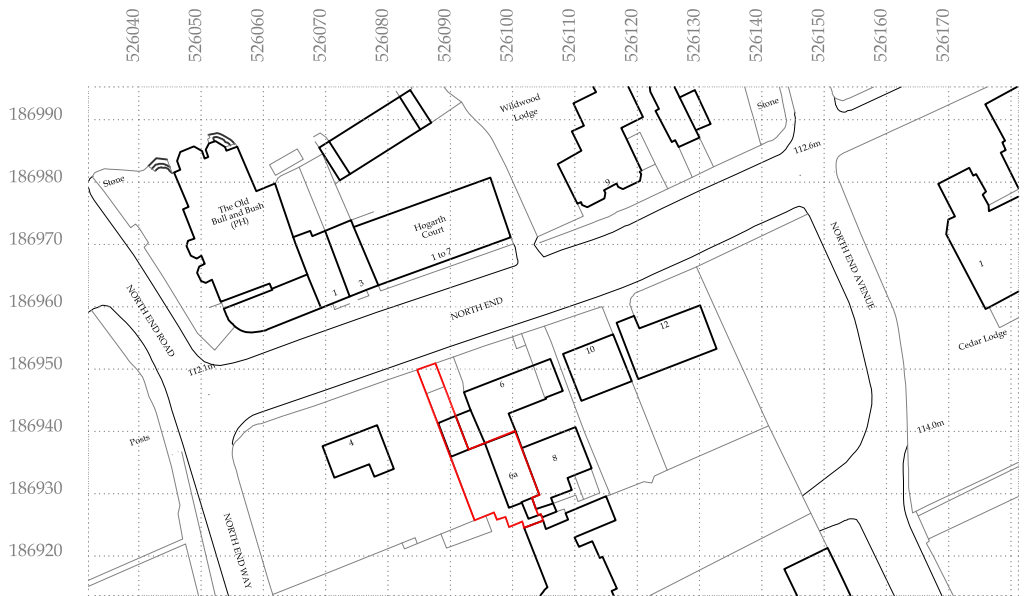 526040
526050
526060
526070
526080
526090
526100
526110
526120
526130
526140
526150
526160
526170
186990
186980
186970
186960
186950
186940
186930
186920
Wildwood
Lodge
Stone
112.6m
Stone
The Old
Bull and Bush
(PH)
Hogarth
Court
1 to 7
9
1
3
1
NORTH END AVENUE
NORTH END ROAD
NORTH END
Cedar Lodge
112.1m
12
10
6
4
Posts
6a
8
114.0m
NORTH END WAY